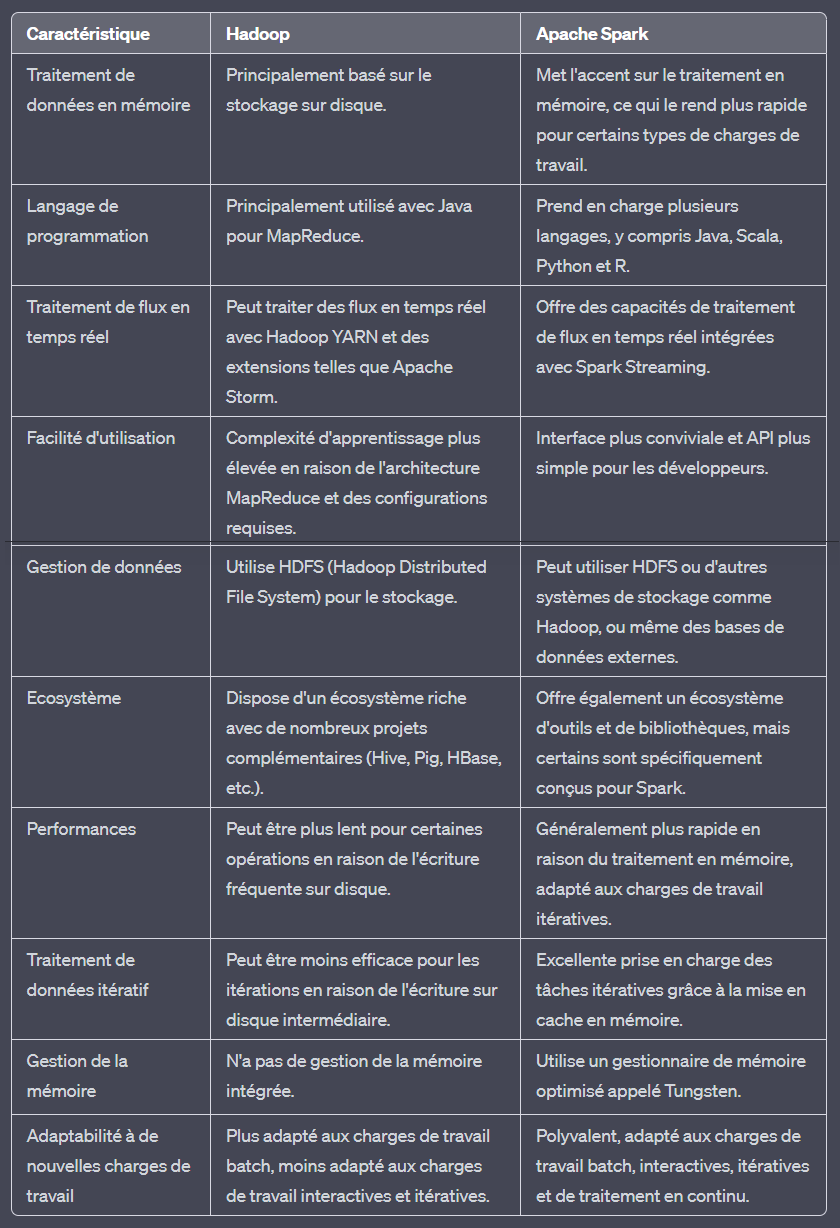 Caractéristique
Hadoop
Apache Spark
Traitement de
données en mémoire
Principalement basé sur le
stockage sur disque.
Met l'accent sur le traitement en
mémoire, ce qui le rend plus rapide
pour certains types de charges de
travail.
Langage de
programmation
Principalement utilisé avec Java
pour MapReduce.
Prend en charge plusieurs
langages, y compris Java, Scala,
Python et R.
Traitement de flux en
temps réel
Peut traiter des flux en temps réel
avec Hadoop YARN et des
extensions telles que Apache
Storm.
Offre des capacités de traitement
de flux en temps réel intégrées
avec Spark Streaming.
Facilité d'utilisation
Complexité d'apprentissage plus
élevée en raison de l'architecture
MapReduce et des configurations
requises.
Interface plus conviviale et API plus
simple pour les développeurs.
Gestion de données
Utilise HDFS (Hadoop Distributed
File System) pour le stockage.
Peut utiliser HDFS ou d'autres
systèmes de stockage comme
Hadoop, ou même des bases de
données externes.
Ecosystème
Dispose d'un écosystème riche
avec de nombreux projets
complémentaires (Hive, Pig, HBase,
etc.).
Offre également un écosystème
d'outils et de bibliothèques, mais
certains sont spécifiquement
conçus pour Spark.
Performances
Peut être plus lent pour certaines
opérations en raison de l'écriture
fréquente sur disque.
Généralement plus rapide en
raison du traitement en mémoire,
adapté aux charges de travail
itératives.
Traitement de
données itératif
Peut être moins efficace pour les
itérations en raison de l'écriture sur
disque intermédiaire.
Excellente prise en charge des
tâches itératives grâce à la mise en
cache en mémoire.
Gestion de la
mémoire
N'a pas de gestion de la mémoire
intégrée.
Utilise un gestionnaire de mémoire
optimisé appelé Tungsten.
Adaptabilité à de
nouvelles charges de
travail
Plus adapté aux charges de travail
batch, moins adapté aux charges
de travail interactives et itératives.
Polyvalent, adapté aux charges de
travail batch, interactives, itératives
et de traitement en continu.